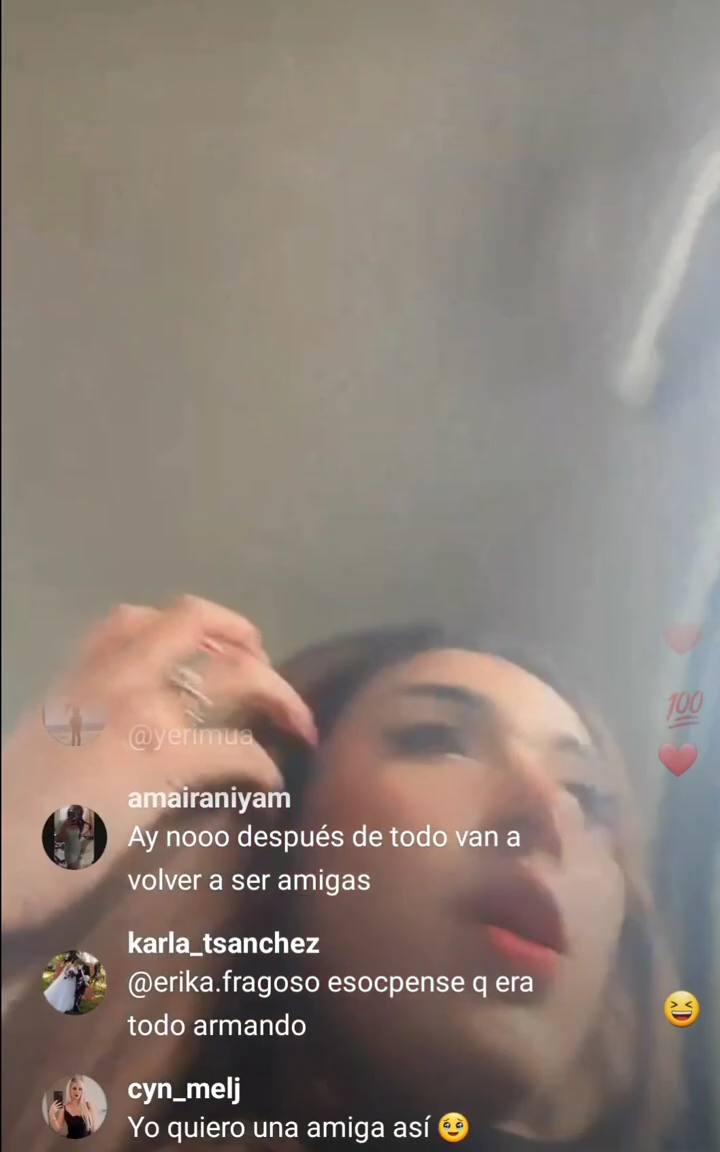 @yerimua
amairaniyam
Ay nooo después de todo van a
volver a ser amigas
karla_tsanchez
@erika.fragoso esocpense q era
todo armando
cyn_melj
Yo quiero una amiga así 🥹
💯